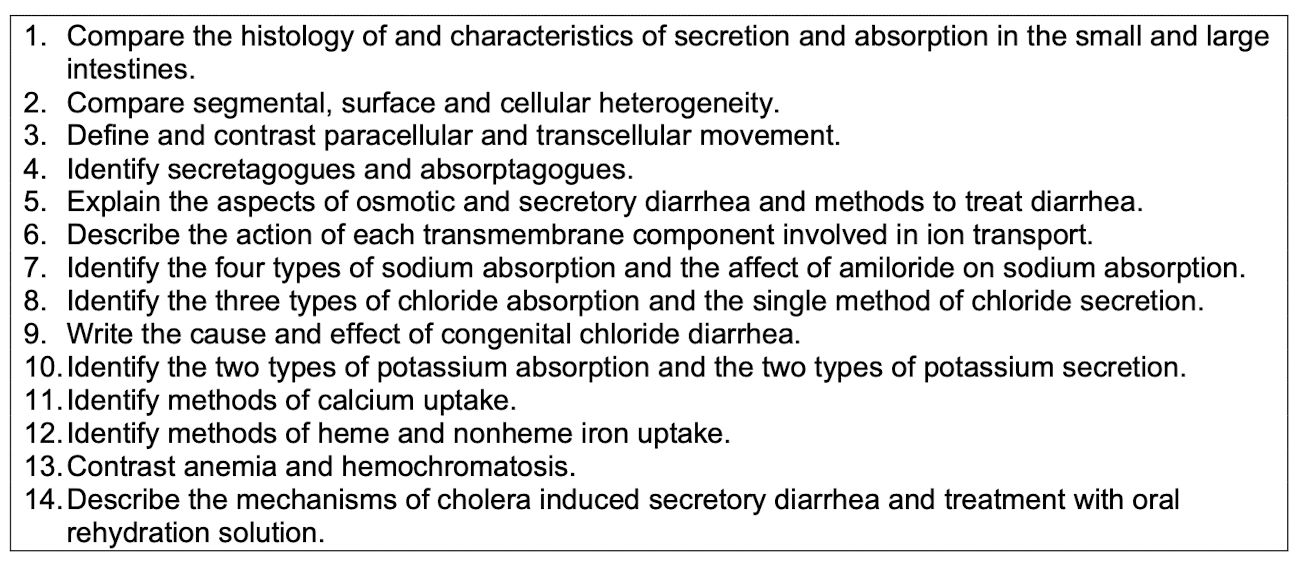 1. Compare the histology of and characteristics of secretion and absorption in the small and large
intestines.
2. Compare segmental, surface and cellular heterogeneity.
3. Define and contrast paracellular and transcellular movement.
4. Identify secretagogues and absorptagogues.
5. Explain the aspects of osmotic and secretory diarrhea and methods to treat diarrhea.
6. Describe the action of each transmembrane component involved in ion transport.
7. Identify the four types of sodium absorption and the affect of amiloride on sodium absorption.
8. Identify the three types of chloride absorption and the single method of chloride secretion.
9. Write the cause and effect of congenital chloride diarrhea.
10. Identify the two types of potassium absorption and the two types of potassium secretion.
11. Identify methods of calcium uptake.
12. Identify methods of heme and nonheme iron uptake.
13. Contrast anemia and hemochromatosis.
14. Describe the mechanisms of cholera induced secretory diarrhea and treatment with oral
rehydration solution.